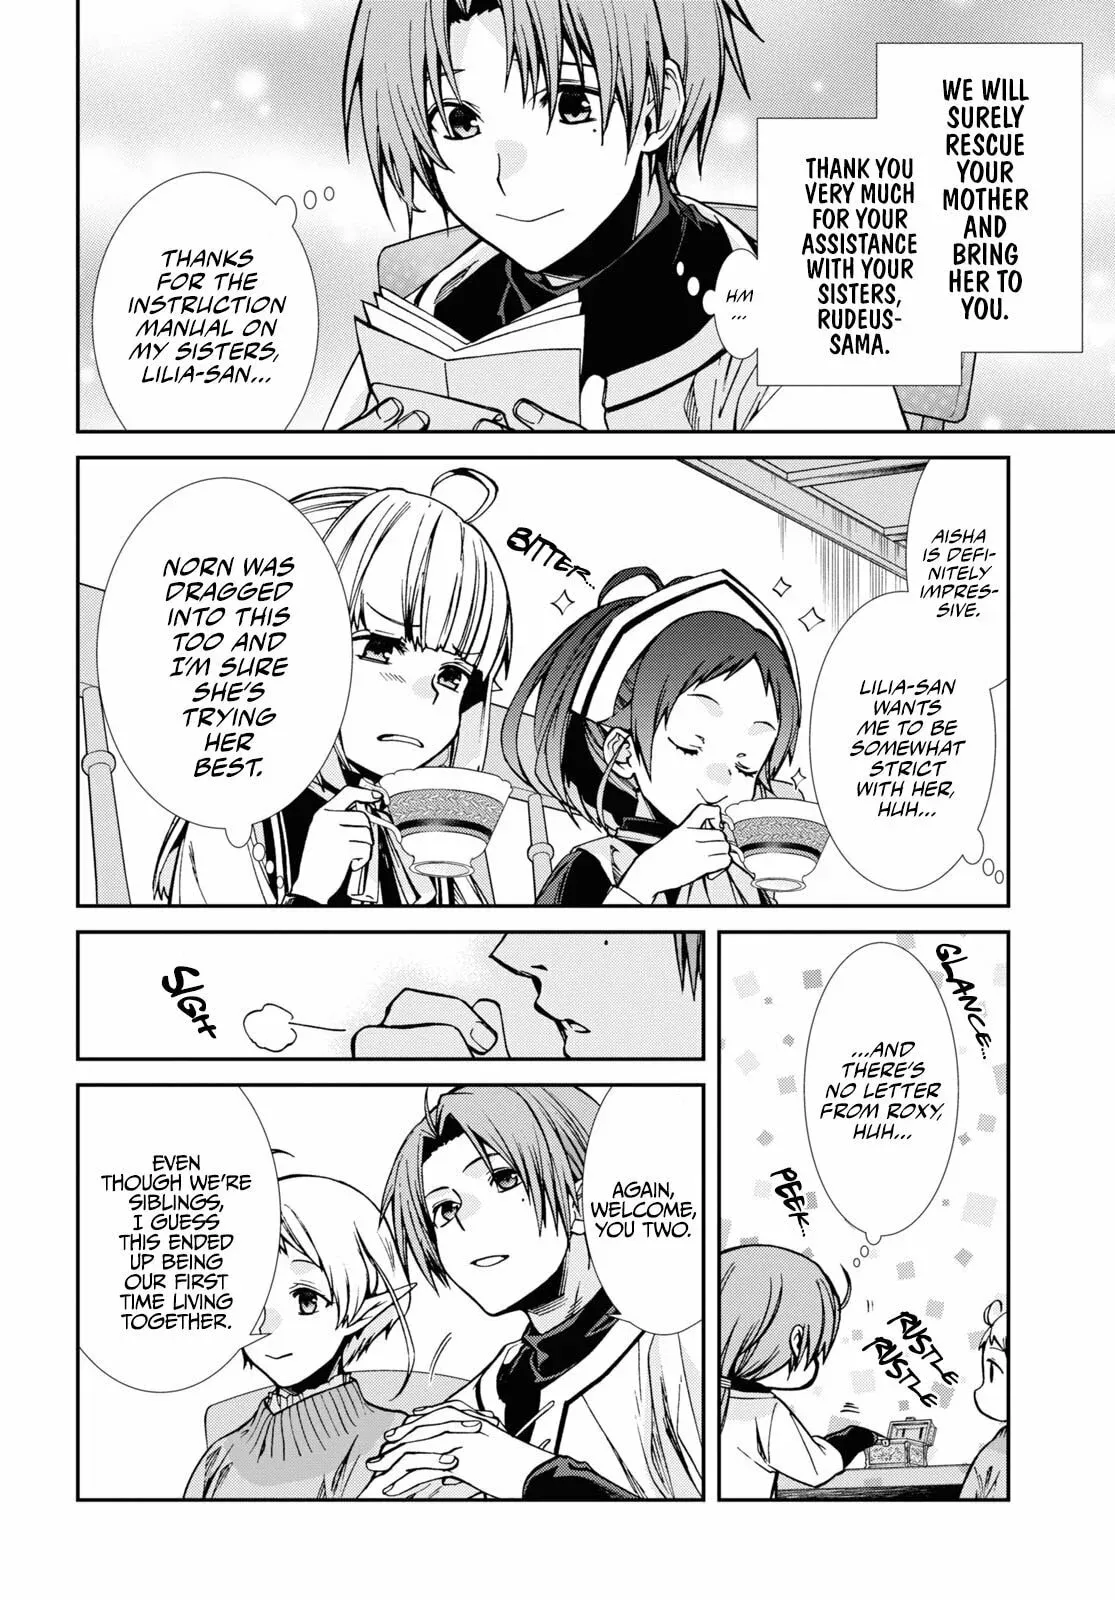 WE WILL
SURELY
RESCUE
YOUR
MOTHER
AND
BRING
HER TO
YOU.
THANK YOU
VERY MUCH
FOR YOUR
ASSISTANCE
WITH YOUR
SISTERS,
RUDEUS-
SAMA.
HM
...
THANKS
FOR THE
INSTRUCTION
MANUAL ON
MY SISTERS,
LILIA-SAN...
AISHA
IS DEFI-
NITELY
IMPRES-
SIVE.
LILIA-SAN
WANTS
ME TO BE
SOMEWHAT
STRICT
WITH HER,
HUH...
BITTER...
NORN WAS
DRAGGED
INTO THIS
TOO AND
I'M SURE
SHE'S
TRYING
HER
BEST.
GLANCE...
...AND
THERE'S
NO LETTER
FROM ROXY,
HUH...
PEEK...
RUSTLE
RUSTLE
SIGH
AGAIN,
WELCOME,
YOU TWO.
EVEN
THOUGH WE'RE
SIBLINGS,
I GUESS
THIS ENDED
UP BEING
OUR FIRST
TIME LIVING
TOGETHER.